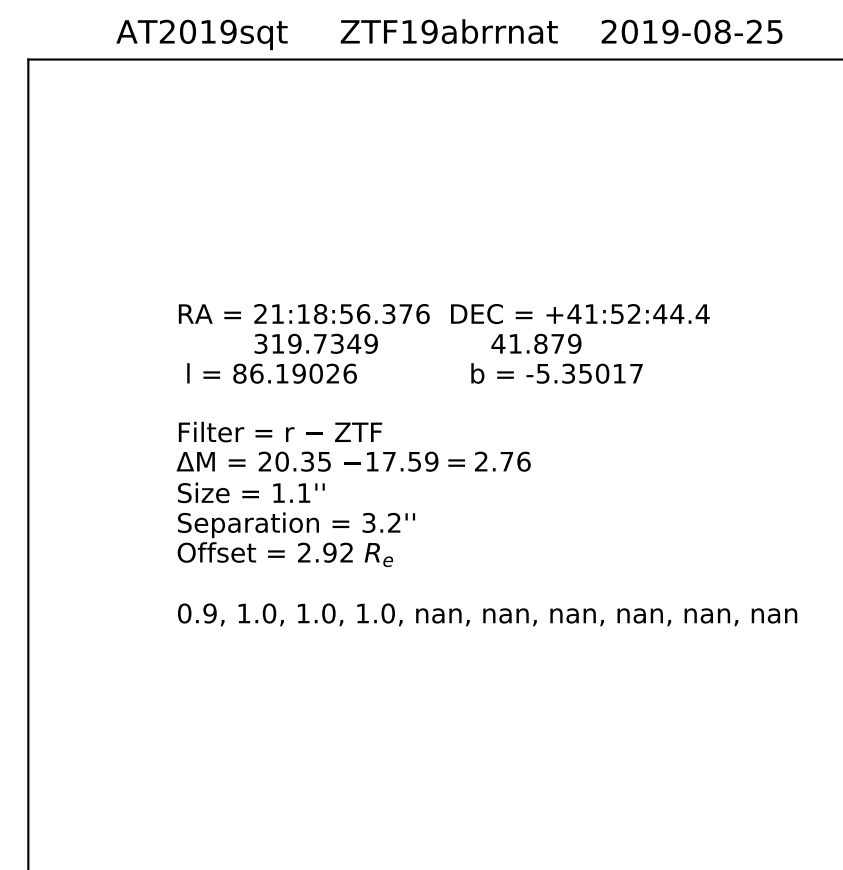 AT2019sqt ZTF19abrrnat 2019-08-25
RA = 21:18:56.376 DEC = +41:52:44.4
319.7349 41.879
l = 86.19026 b = -5.35017
Filter = r − ZTF
ΔM = 20.35 −17.59 = 2.76
Size = 1.1''
Separation = 3.2''
Offset = 2.92 Rₑ
0.9, 1.0, 1.0, 1.0, nan, nan, nan, nan, nan, nan